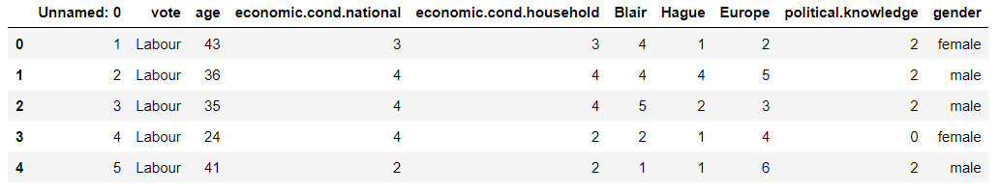 Unnamed: 0 vote age economic.cond.national economic.cond.household Blair Hague Europe political.knowledge gender
0 1 Labour 43 3 3 4 1 2 2 female
1 2 Labour 36 4 4 4 4 5 2 male
2 3 Labour 35 4 4 5 2 3 2 male
3 4 Labour 24 4 2 2 1 4 0 female
4 5 Labour 41 2 2 1 1 6 2 male